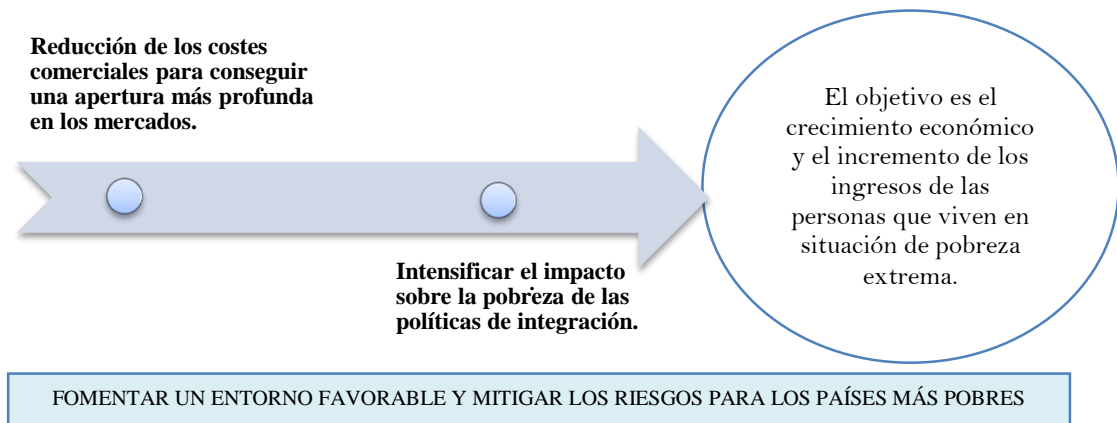 Reducción de los costes
comerciales para conseguir
una apertura más profunda
en los mercados.
El objetivo es el
crecimiento económico
y el incremento de los
ingresos de las
personas que viven en
situación de pobreza
extrema.
Intensificar el impacto
sobre la pobreza de las
políticas de integración.
FOMENTAR UN ENTORNO FAVORABLE Y MITIGAR LOS RIESGOS PARA LOS PAÍSES MÁS POBRES